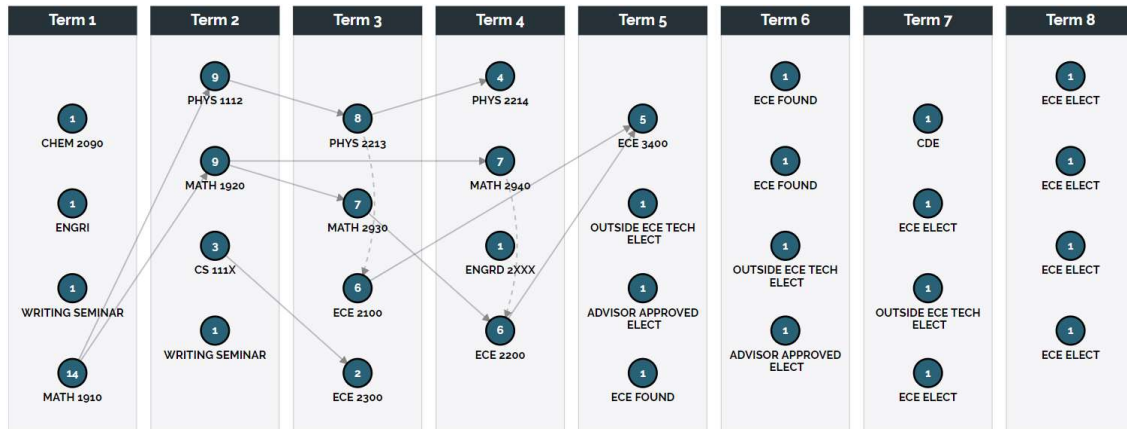 Term 1
1
CHEM 2090
1
ENGRI
1
WRITING SEMINAR
14
MATH 1910
Term 2
9
PHYS 1112
9
MATH 1920
3
CS 111X
1
WRITING SEMINAR
Term 3
8
PHYS 2213
7
MATH 2930
6
ECE 2100
2
ECE 2300
Term 4
4
PHYS 2214
7
MATH 2940
1
ENGRD 2XXX
6
ECE 2200
Term 5
5
ECE 3400
1
OUTSIDE ECE TECH
ELECT
1
ADVISOR APPROVED
ELECT
1
ECE FOUND
Term 6
1
ECE FOUND
1
ECE FOUND
1
OUTSIDE ECE TECH
ELECT
1
ADVISOR APPROVED
ELECT
Term 7
1
CDE
1
ECE ELECT
1
OUTSIDE ECE TECH
ELECT
1
ECE ELECT
Term 8
1
ECE ELECT
1
ECE ELECT
1
ECE ELECT
1
ECE ELECT